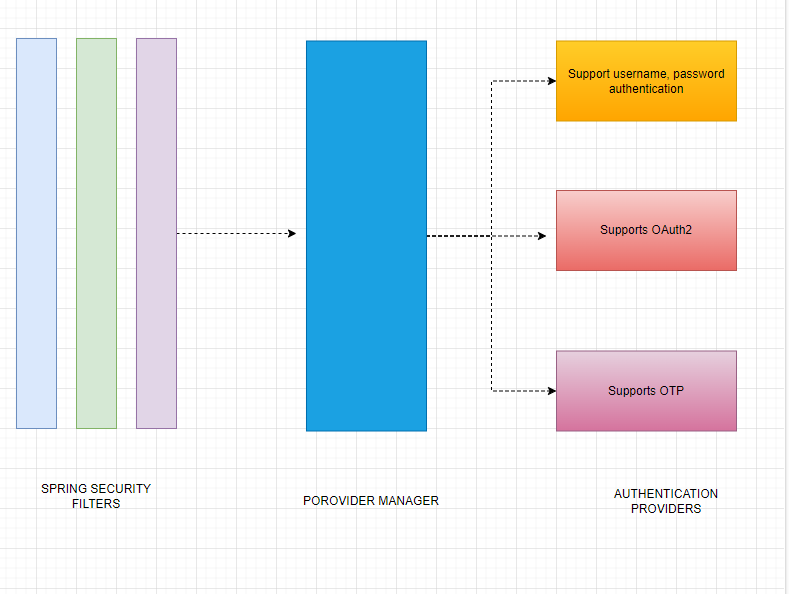 Support username, password
authentication
Supports OAuth2
Supports OTP
SPRING SECURITY
FILTERS
POROVIDER MANAGER
AUTHENTICATION
PROVIDERS